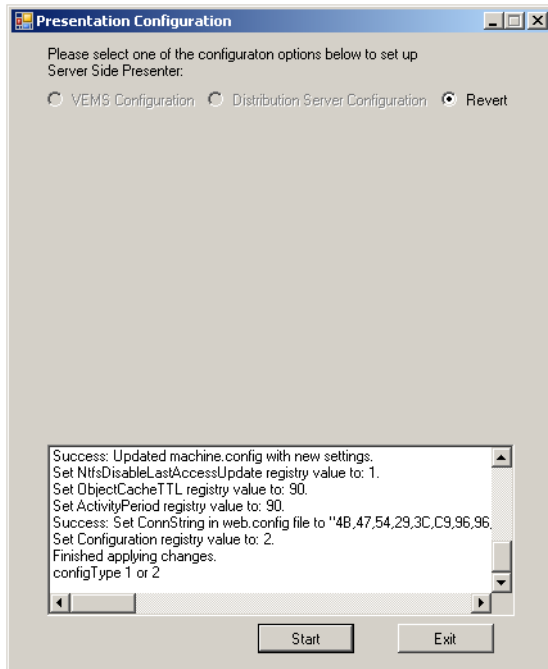 Presentation Configuration
Please select one of the configuraton options below to set up
Server Side Presenter:
VEMS Configuration Distribution Server Configuration Revert
Success: Updated machine.config with new settings.
Set NtfsDisableLastAccessUpdate registry value to: 1.
Set ObjectCacheTTL registry value to: 90.
Set ActivityPeriod registry value to: 90.
Success: Set ConnString in web.config file to "4B,47,54,29,3C,C9,96,96,
Set Configuration registry value to: 2.
Finished applying changes.
configType 1 or 2
Start Exit